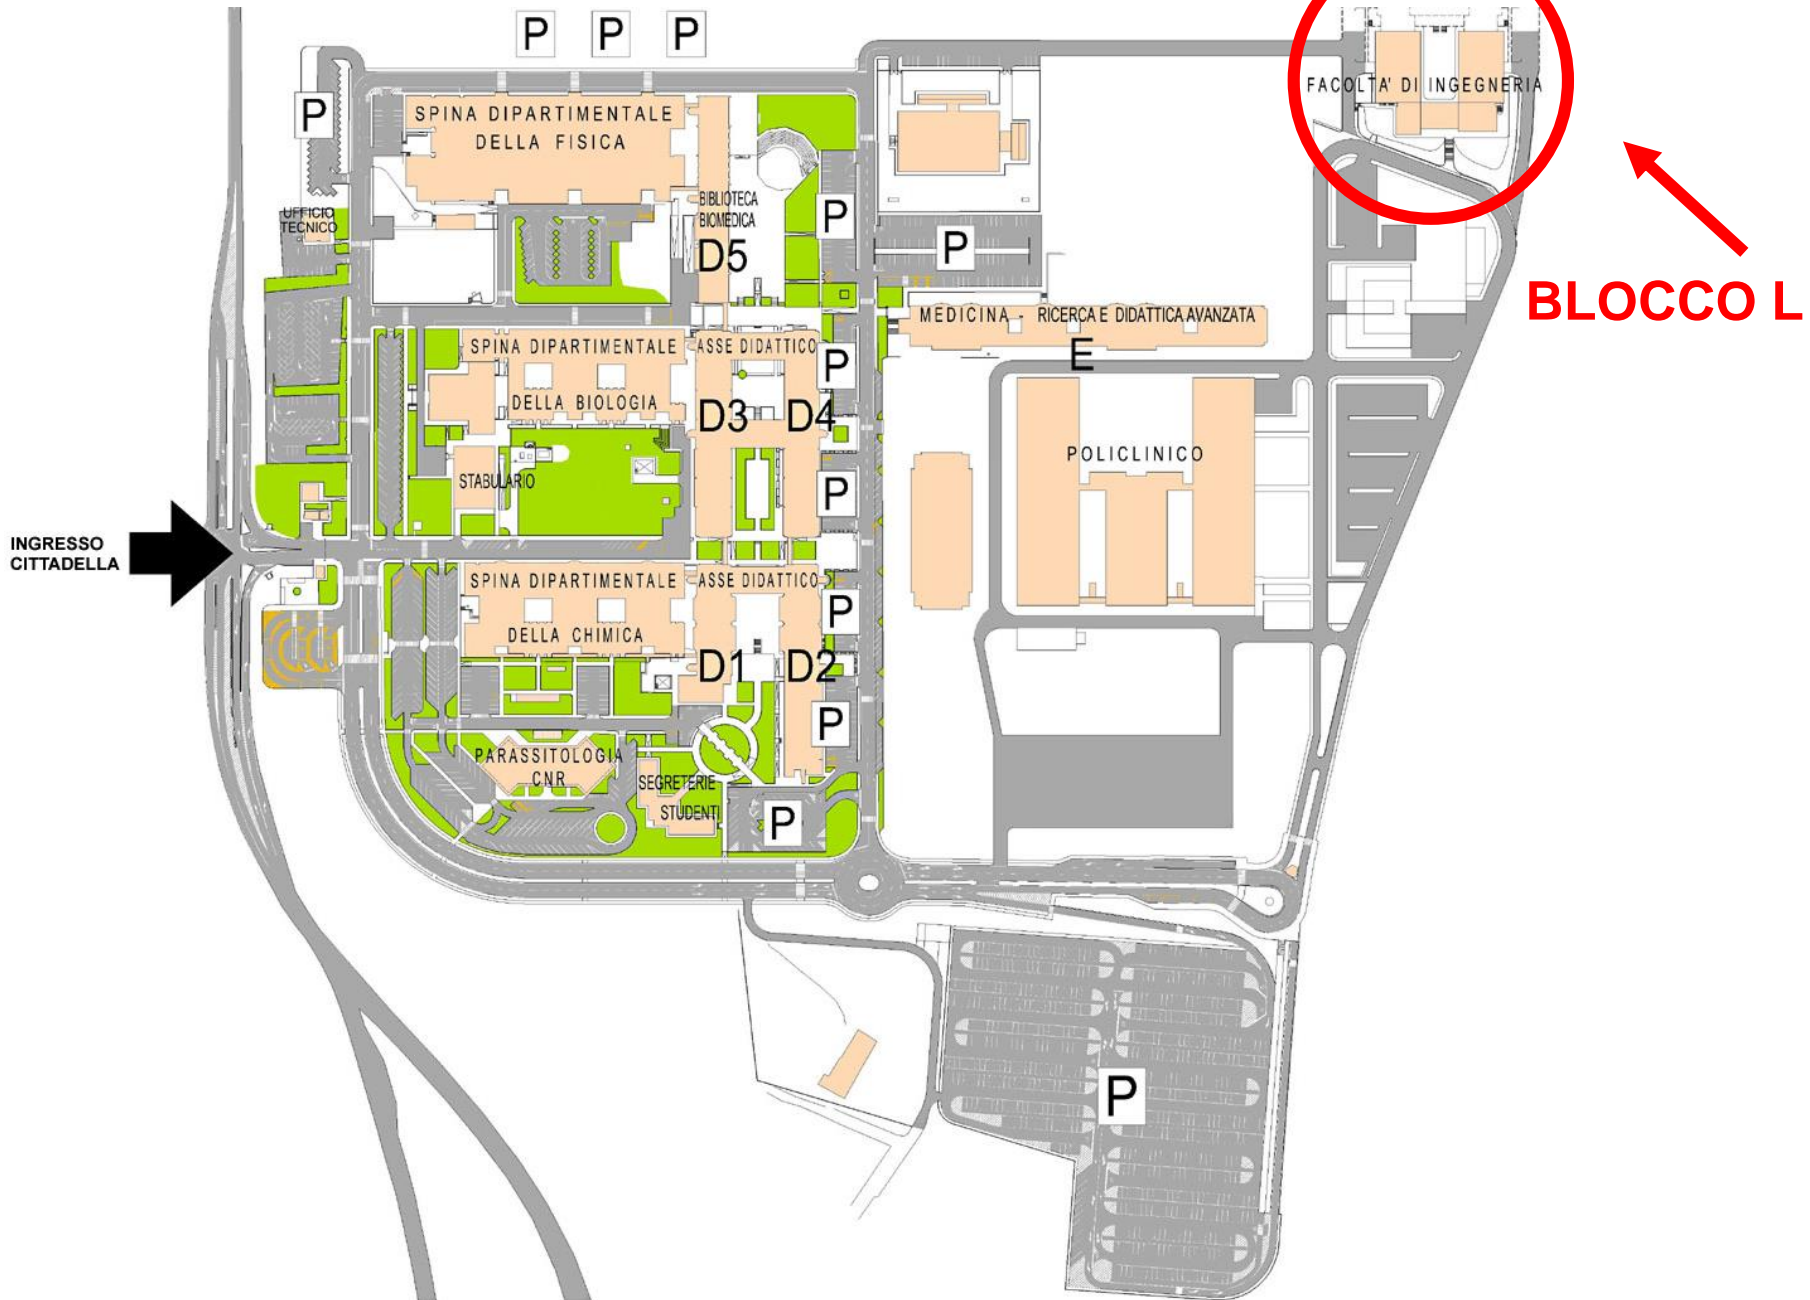 P P P
FACOLTA' DI INGEGNERIA
P
SPINA DIPARTIMENTALE
DELLA FISICA
BIBLIOTECA
BIOMEDICA
D5
P
P
UFFICIO
TECNICO
BLOCCO L
MEDICINA - RICERCA E DIDATTICA AVANZATA
E
SPINA DIPARTIMENTALE
DELLA BIOLOGIA
ASSE DIDATTICO
P
D3 D4
POLICLINICO
STABULARIO
P
INGRESSO
CITTADELLA
SPINA DIPARTIMENTALE
DELLA CHIMICA
ASSE DIDATTICO
P
D1 D2
P
PARASSITOLOGIA
CNR
SEGRETERIE
STUDENTI
P
P